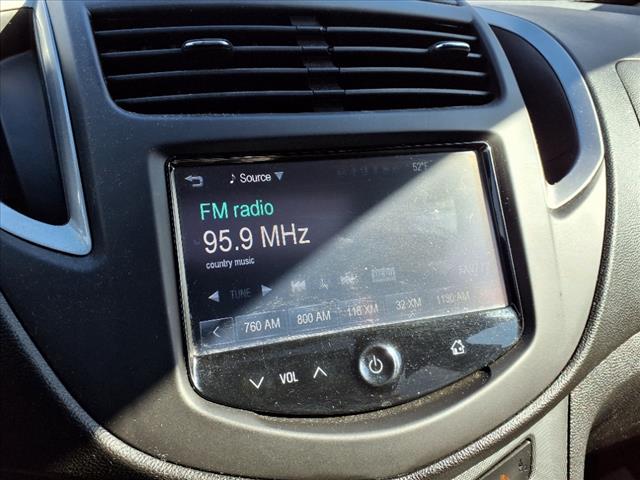 Source
52°F
FM radio
95.9 MHz
country music
TUNE
760 AM 800 AM 116 XM 32 XM 1130 AM
VOL